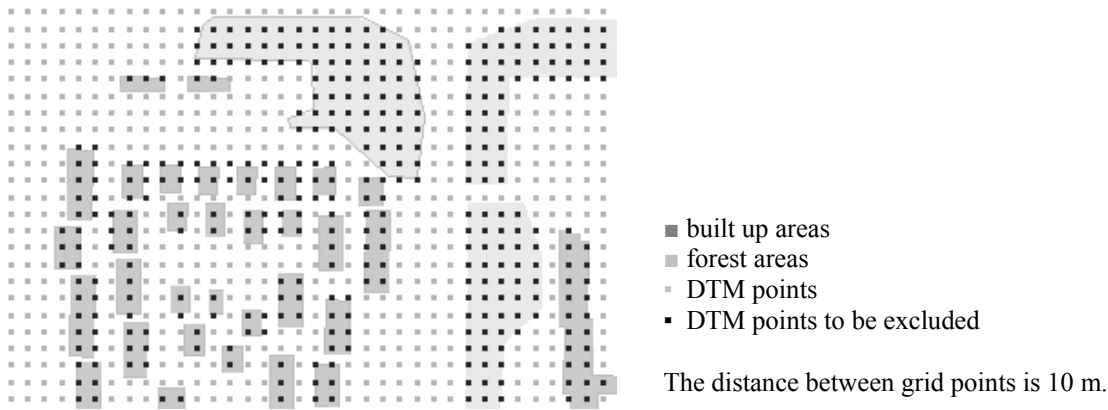 built up areas
forest areas
DTM points
DTM points to be excluded
The distance between grid points is 10 m.